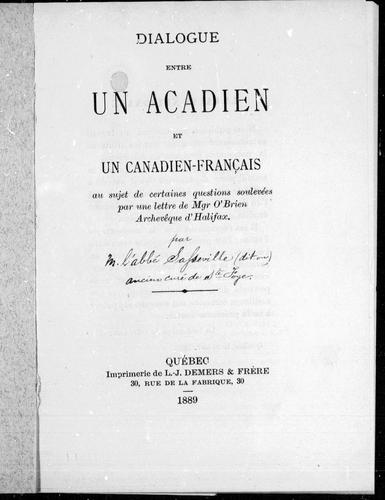 DIALOGUE
ENTRE
UN ACADIEN
ET
UN CANADIEN-FRANÇAIS
au sujet de certaines questions soulevées
par une lettre de Mgr O'Brien
Archevêque d'Halifax.
par
M. l'abbé Sasseville (dit-on)
ancien curé de Ste Foye.
QUÉBEC
Imprimerie de L.-J. DEMERS & FRÈRE
30, RUE DE LA FABRIQUE, 30
1889